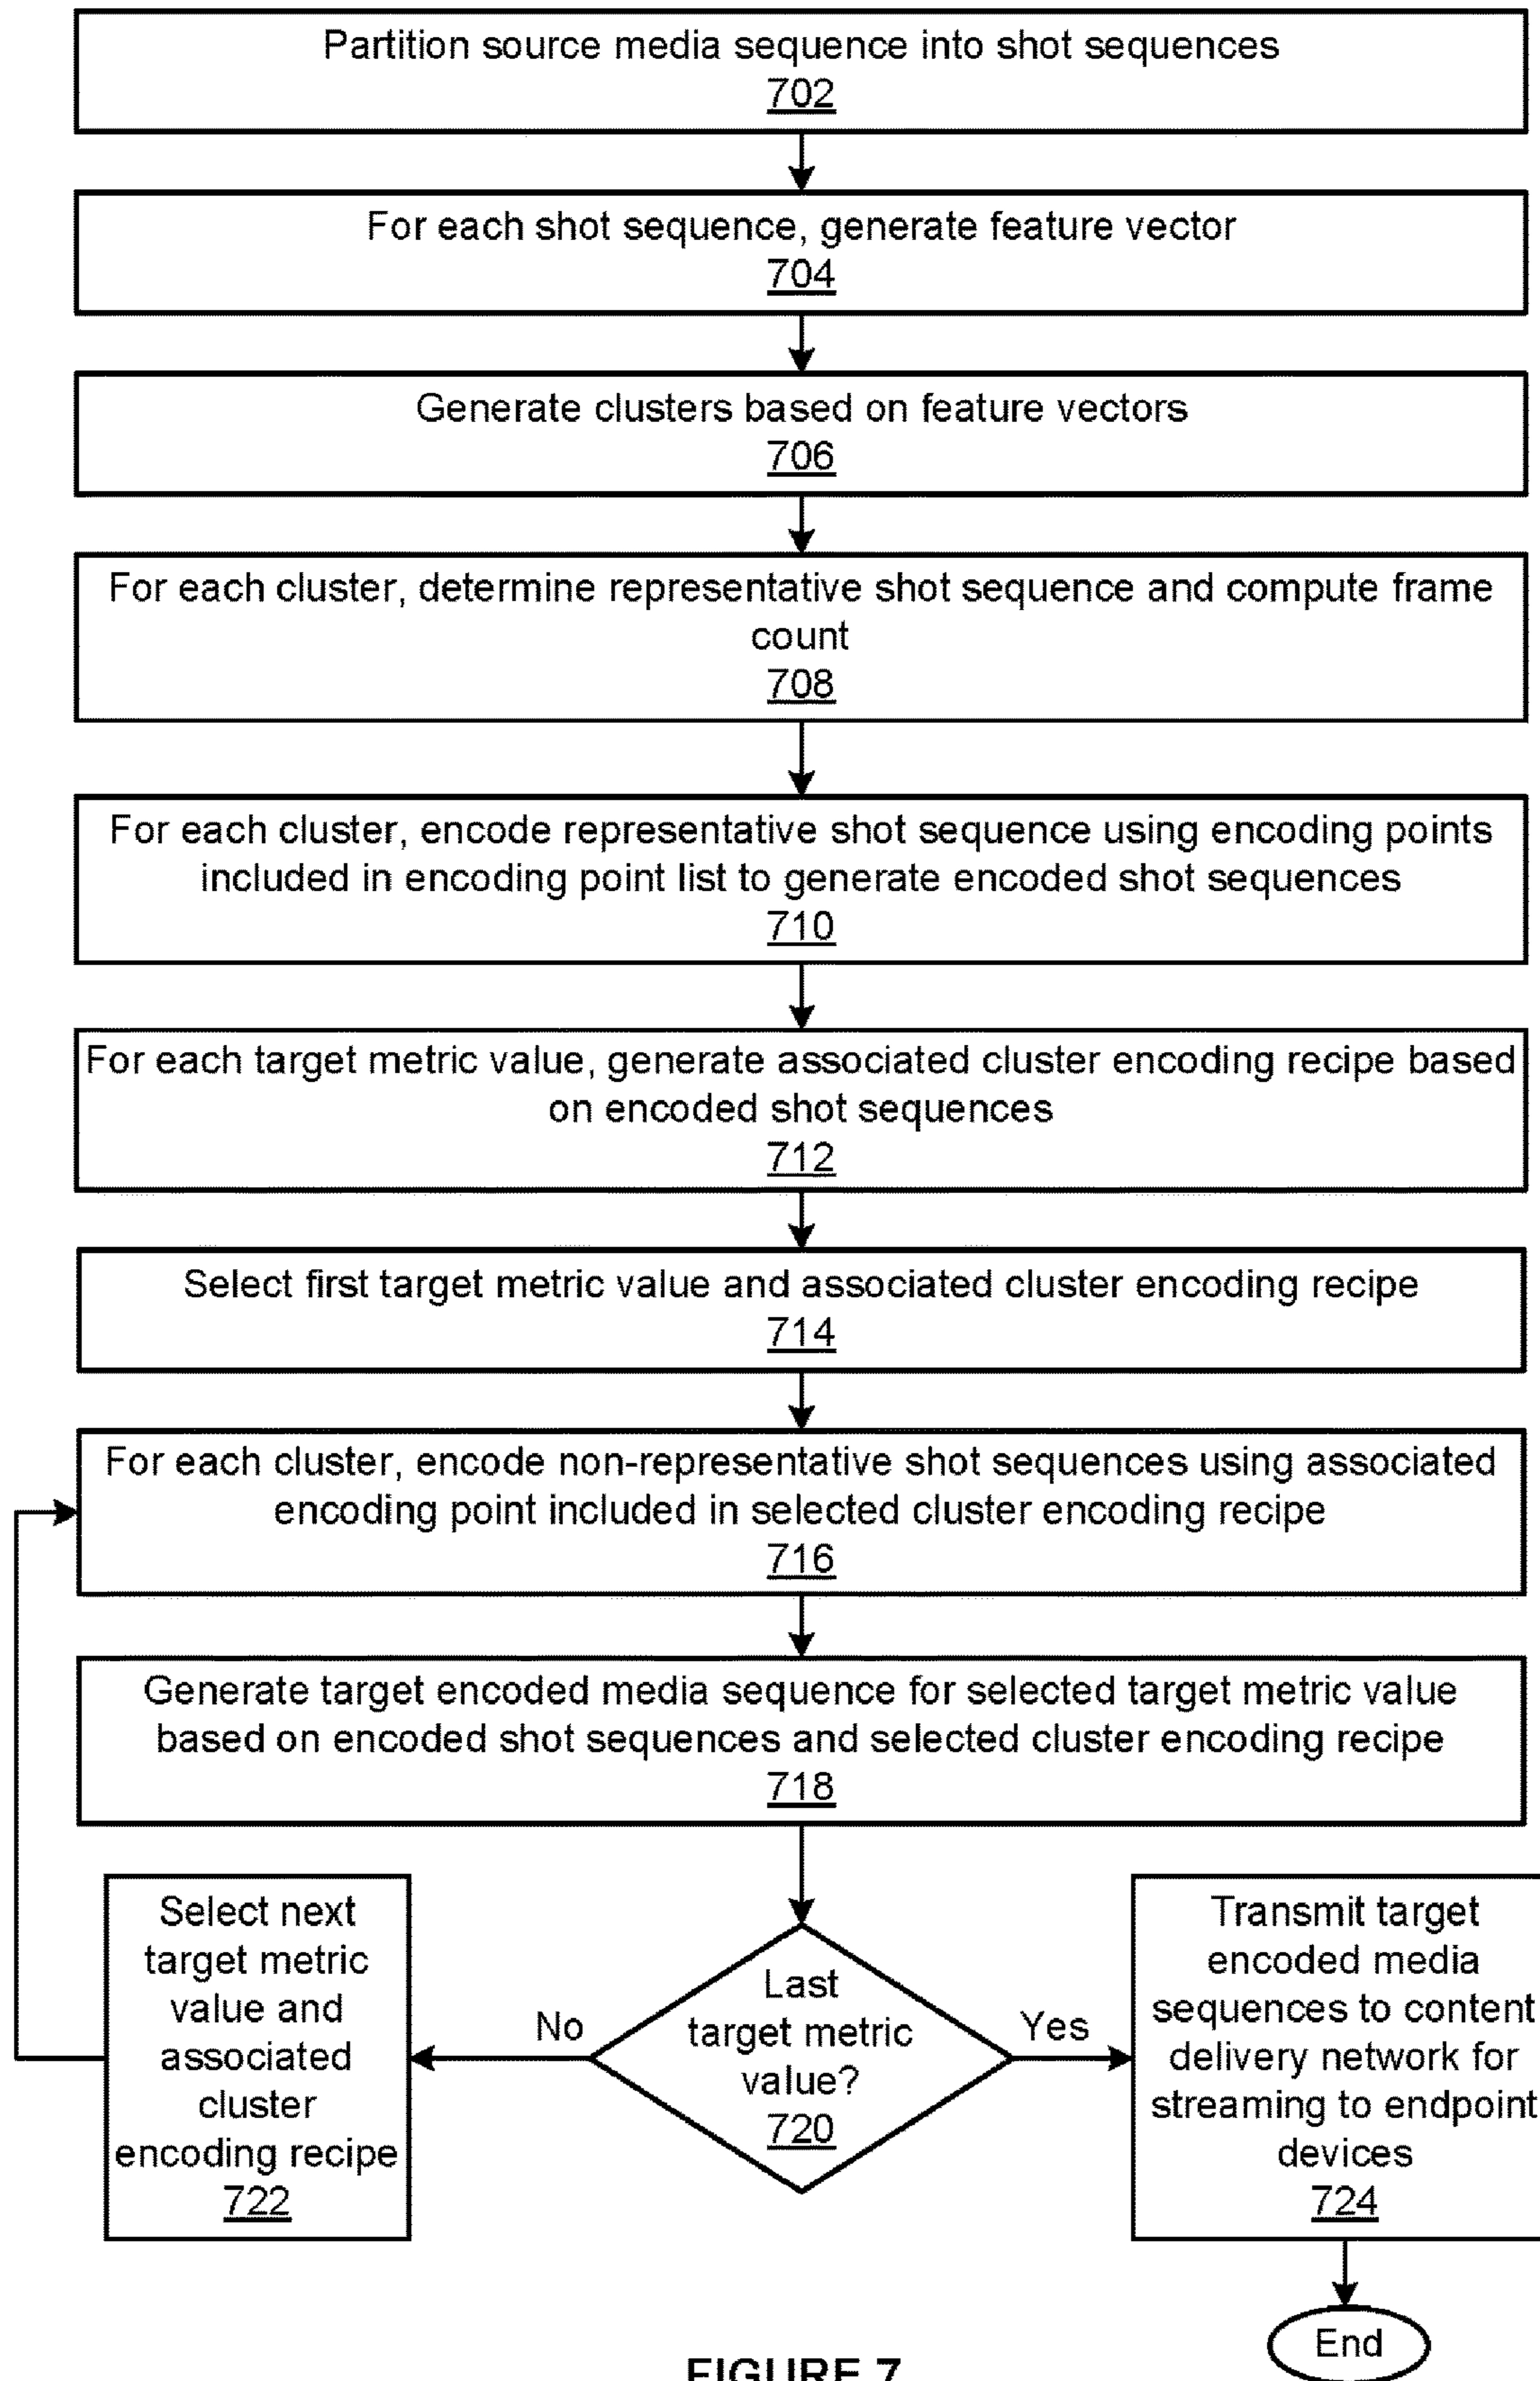 Partition source media sequence into shot sequences
702
For each shot sequence, generate feature vector
704
Generate clusters based on feature vectors
706
For each cluster, determine representative shot sequence and compute frame
count
708
For each cluster, encode representative shot sequence using encoding points
included in encoding point list to generate encoded shot sequences
710
For each target metric value, generate associated cluster encoding recipe based
on encoded shot sequences
712
Select first target metric value and associated cluster encoding recipe
714
For each cluster, encode non-representative shot sequences using associated
encoding point included in selected cluster encoding recipe
716
Generate target encoded media sequence for selected target metric value
based on encoded shot sequences and selected cluster encoding recipe
718
Select next
target metric
value and
associated
cluster
encoding recipe
722
No
Last
target metric
value?
720
Yes
Transmit target
encoded media
sequences to content
delivery network for
streaming to endpoint
devices
724
End
FIGURE 7